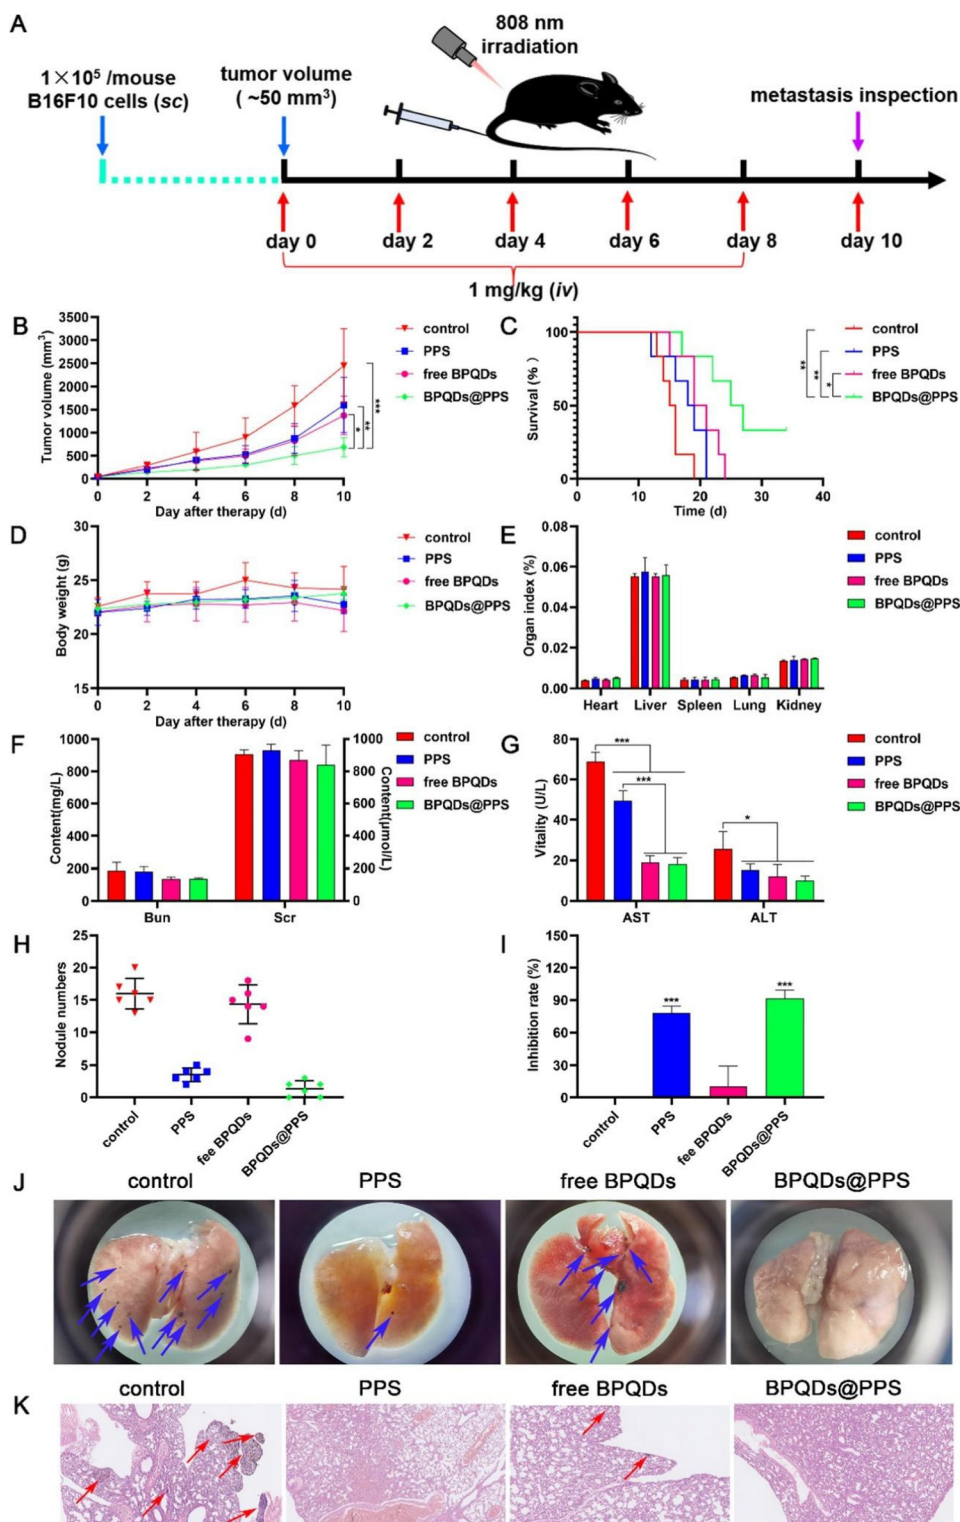 A
808 nm
irradiation
1×10⁵ /mouse
B16F10 cells (sc)
tumor volume
( ~50 mm³)
metastasis inspection
day 0
day 2
day 4
day 6
day 8
day 10
1 mg/kg (iv)
B
Tumor volume (mm³)
3500
3000
2500
2000
1500
1000
500
0
0 2 4 6 8 10
Day after therapy (d)
control
PPS
free BPQDs
BPQDs@PPS
*
**
***
C
Survival (% )
100
50
0
0 10 20 30 40
Time (d)
control
PPS
free BPQDs
BPQDs@PPS
**
**
*
D
Body weight (g)
30
25
20
15
0 2 4 6 8 10
Day after therapy (d)
control
PPS
free BPQDs
BPQDs@PPS
E
Organ index (%)
0.08
0.06
0.04
0.02
0.00
Heart Liver Spleen Lung Kidney
control
PPS
free BPQDs
BPQDs@PPS
F
Content(mg/L)
1000
800
600
400
200
0
Bun Scr
1000
800
600
400
200
0
Content(μmol/L)
control
PPS
free BPQDs
BPQDs@PPS
G
Vitality (U/L)
80
60
40
20
0
***
***
*
AST ALT
control
PPS
free BPQDs
BPQDs@PPS
H
Nodule numbers
25
20
15
10
5
0
control
PPS
fee BPQDs
BPQDs@PPS
I
Inhibition rate (%)
150
120
90
60
30
0
***
***
control
PPS
free BPQDs
BPQDs@PPS
J
control PPS free BPQDs BPQDs@PPS
control PPS free BPQDs BPQDs@PPS
K